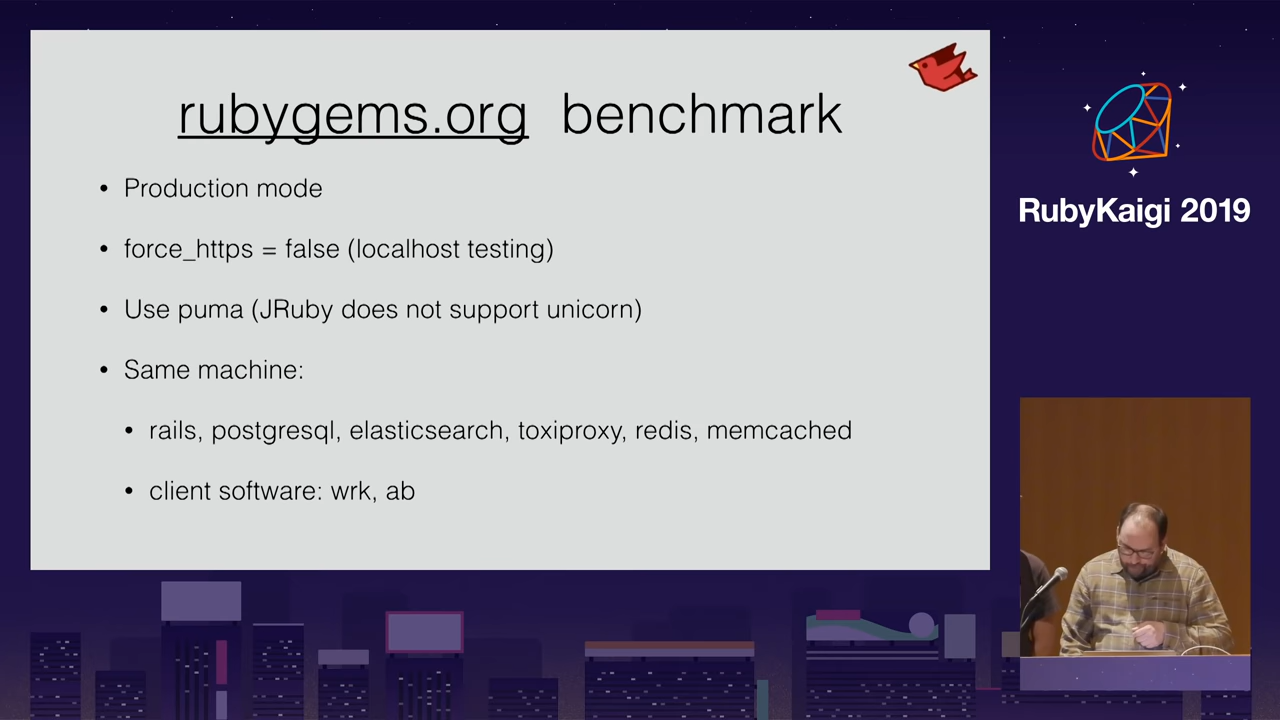 rubygems.org benchmark
• Production mode
• force_https = false (localhost testing)
• Use puma (JRuby does not support unicorn)
• Same machine:
• rails, postgresql, elasticsearch, toxiproxy, redis, memcached
• client software: wrk, ab
RubyKaigi 2019